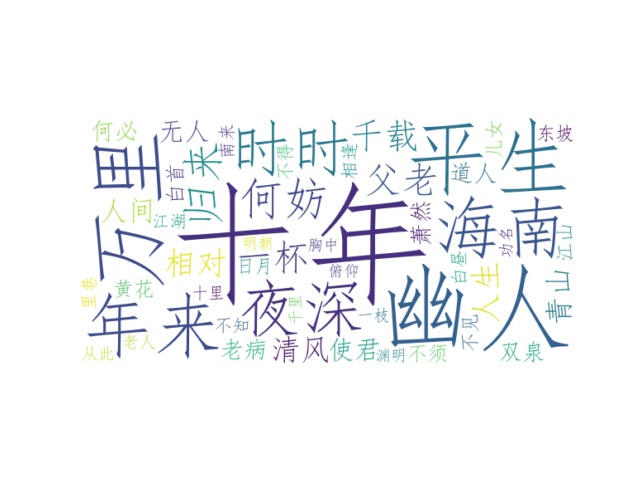 何必
无人
南来
时时
不得
相逢
千载
平生
儿女
东坡
万里
白首
归来
何妨
父老
道人
人间
江湖
十年
萧然
海南
功名
江山
相对
明朝
胸中
日月
杯
俯仰
白昼
人生
青山
里巷
黄花
十里
夜深
千里
一枝
幽人
不见
年来
不知
从此
老人
老病
清风
使君
渊明
不须
双泉